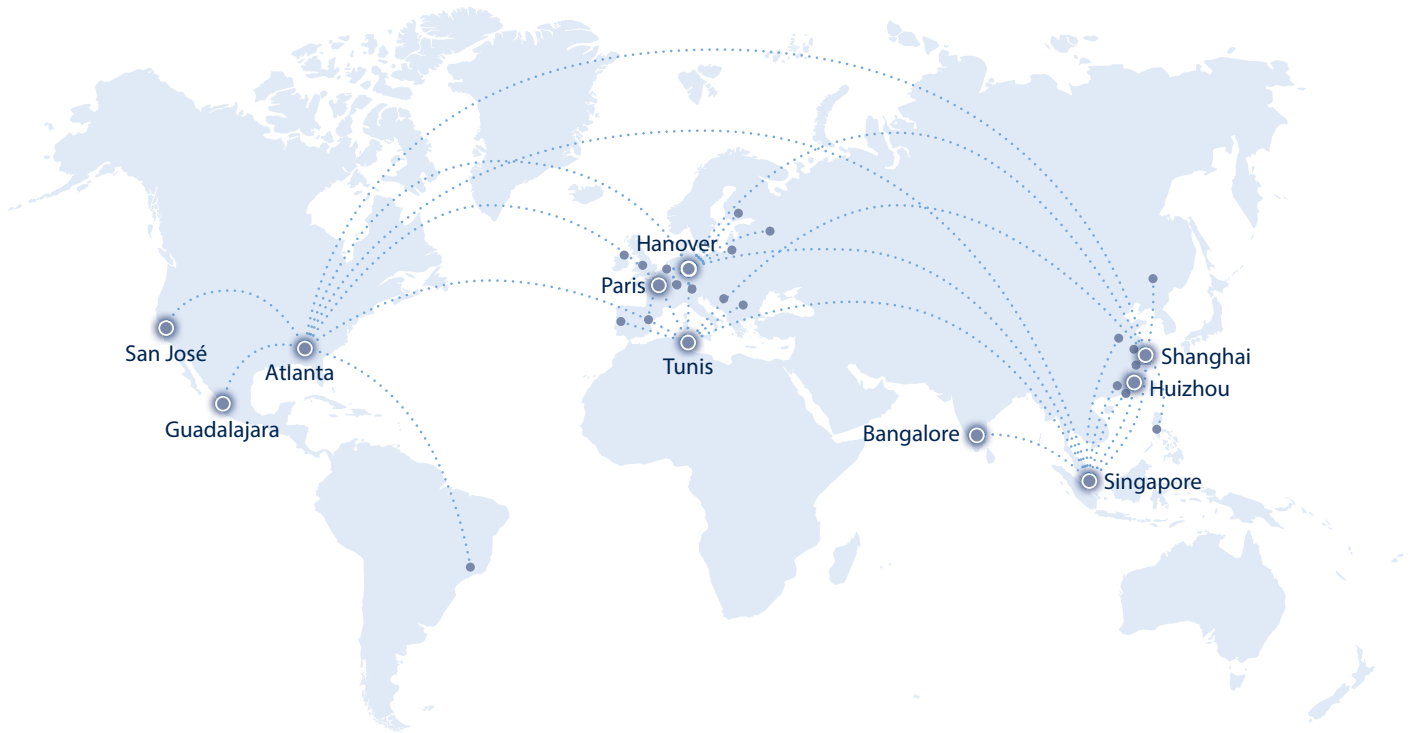 Hanover
Paris
San José
Atlanta
Tunis
Shanghai
Huizhou
Guadalajara
Bangalore
Singapore